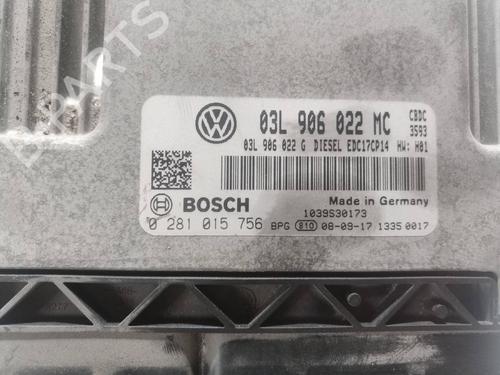 PARTS
03L 906 022 MC
CBDC
3593
03L 906 022 G DIESEL EDC17CP14 HW: H01
BOSCH
Made in Germany
1039S30173
0 281 015 756
BPG 810 08-09-17 1335 0017